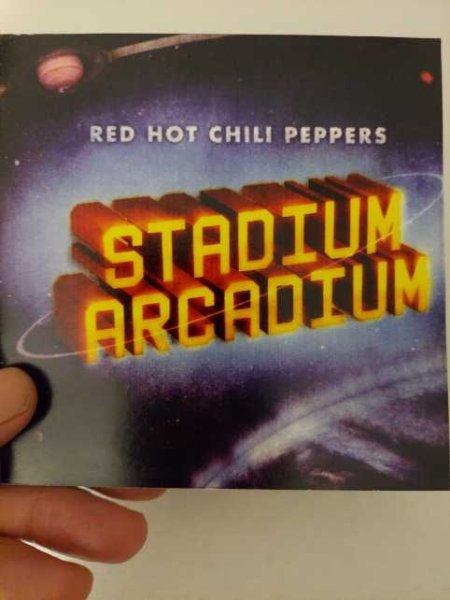 RED HOT CHILI PEPPERS
STADIUM
ARCADIUM